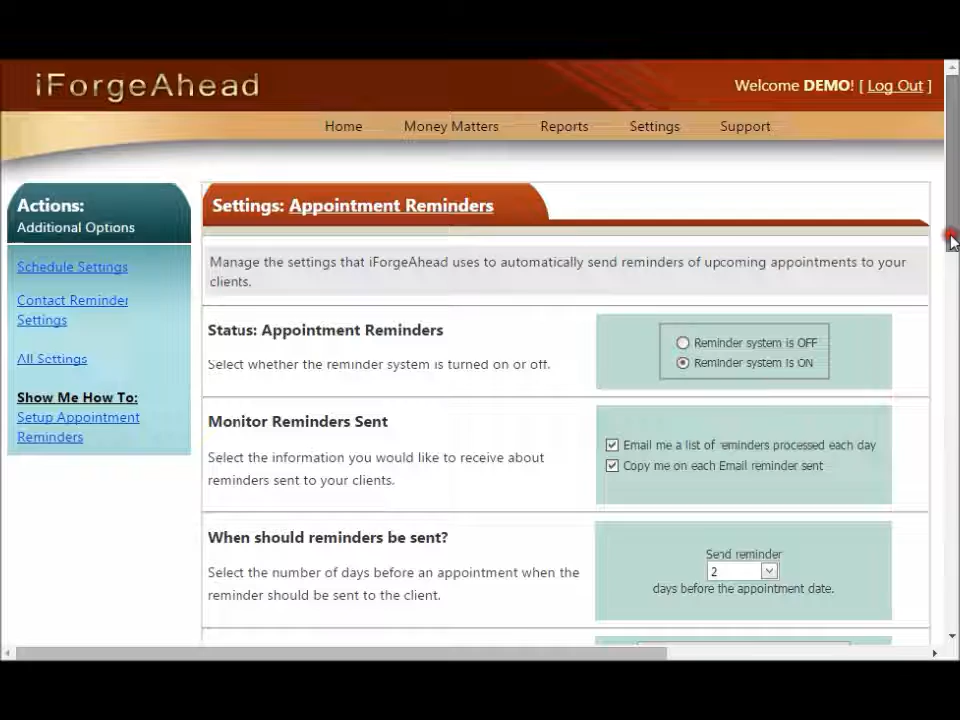 iForgeAhead
Welcome DEMO! [ Log Out ]
Home Money Matters Reports Settings Support
Actions:
Additional Options
Schedule Settings
Contact Reminder
Settings
All Settings
Show Me How To:
Setup Appointment
Reminders
Settings: Appointment Reminders
Manage the settings that iForgeAhead uses to automatically send reminders of upcoming appointments to your
clients.
Status: Appointment Reminders
Select whether the reminder system is turned on or off.
Reminder system is OFF
Reminder system is ON
Monitor Reminders Sent
Select the information you would like to receive about
reminders sent to your clients.
Email me a list of reminders processed each day
Copy me on each Email reminder sent
When should reminders be sent?
Select the number of days before an appointment when the
reminder should be sent to the client.
Send reminder
2
days before the appointment date.